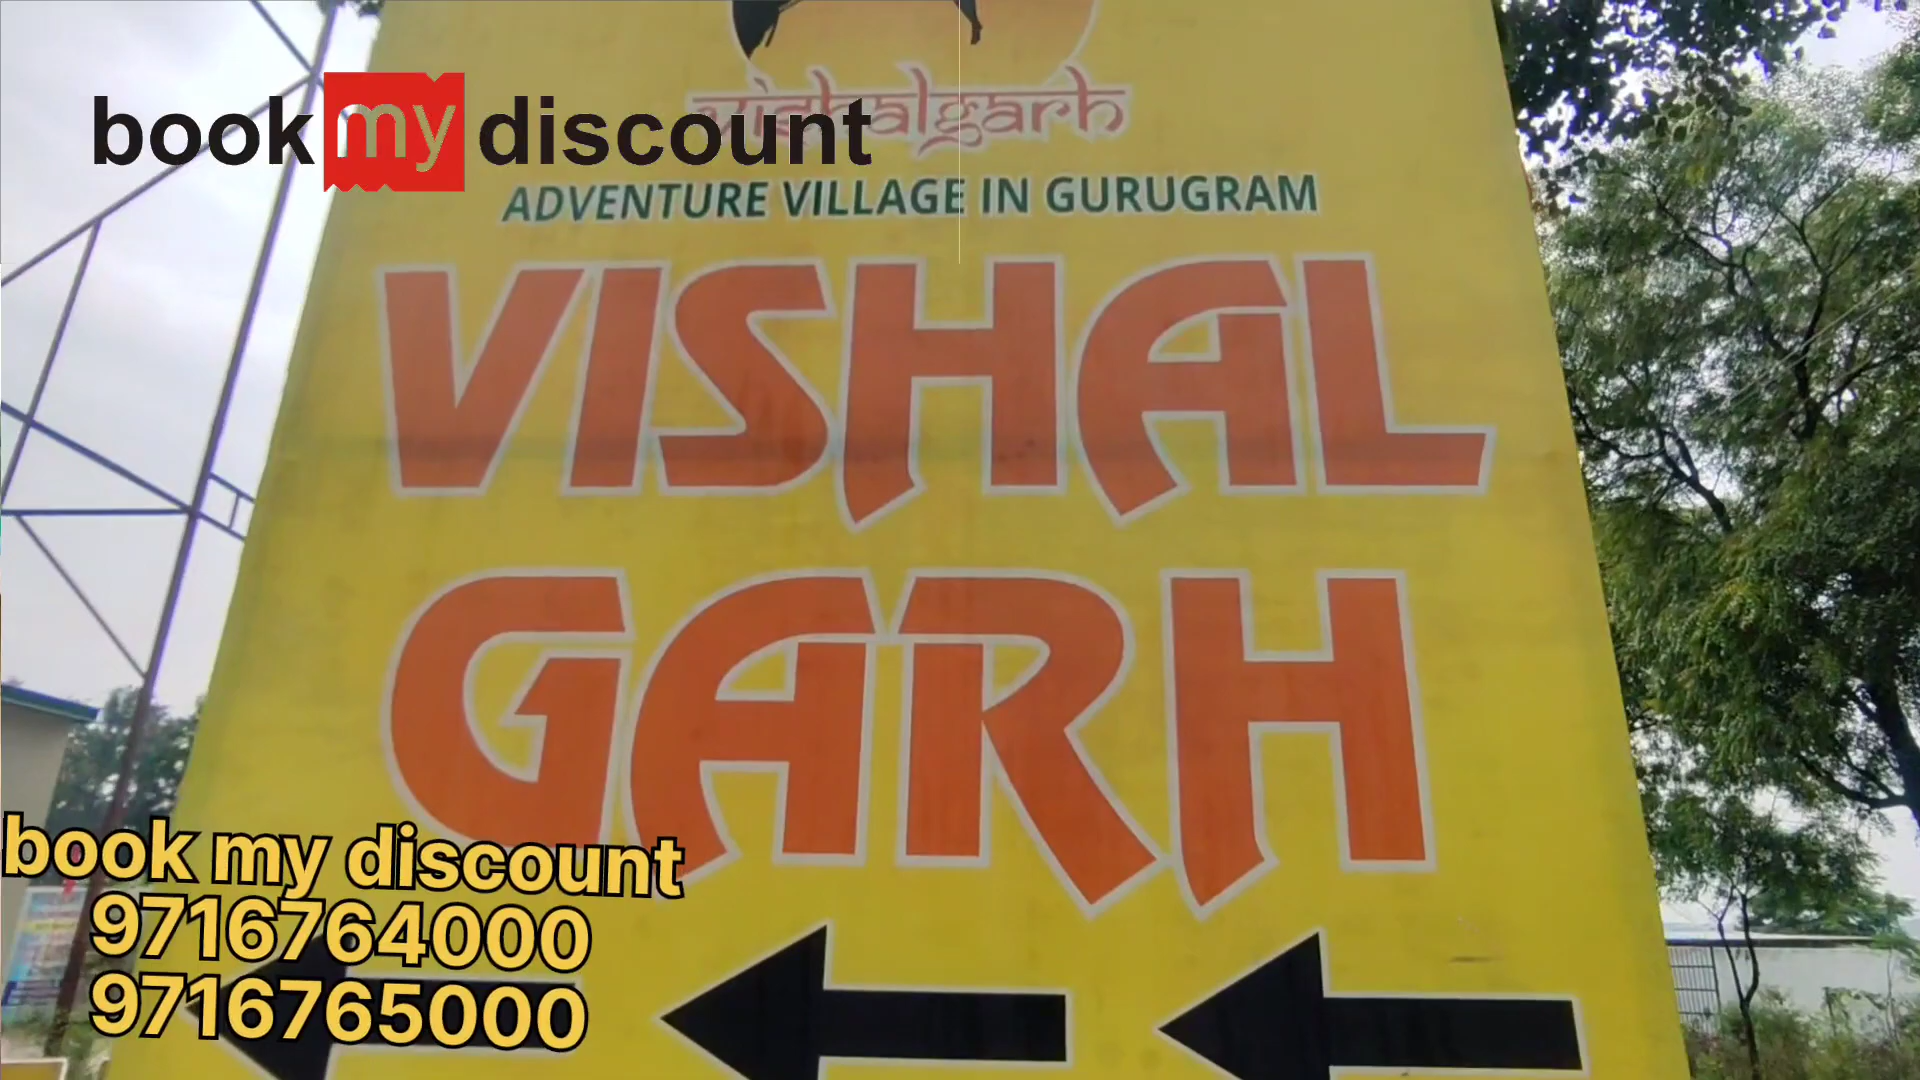 book my discount
vishalgarh
ADVENTURE VILLAGE IN GURUGRAM
VISHAL
GARH
book my discount
9716764000
9716765000